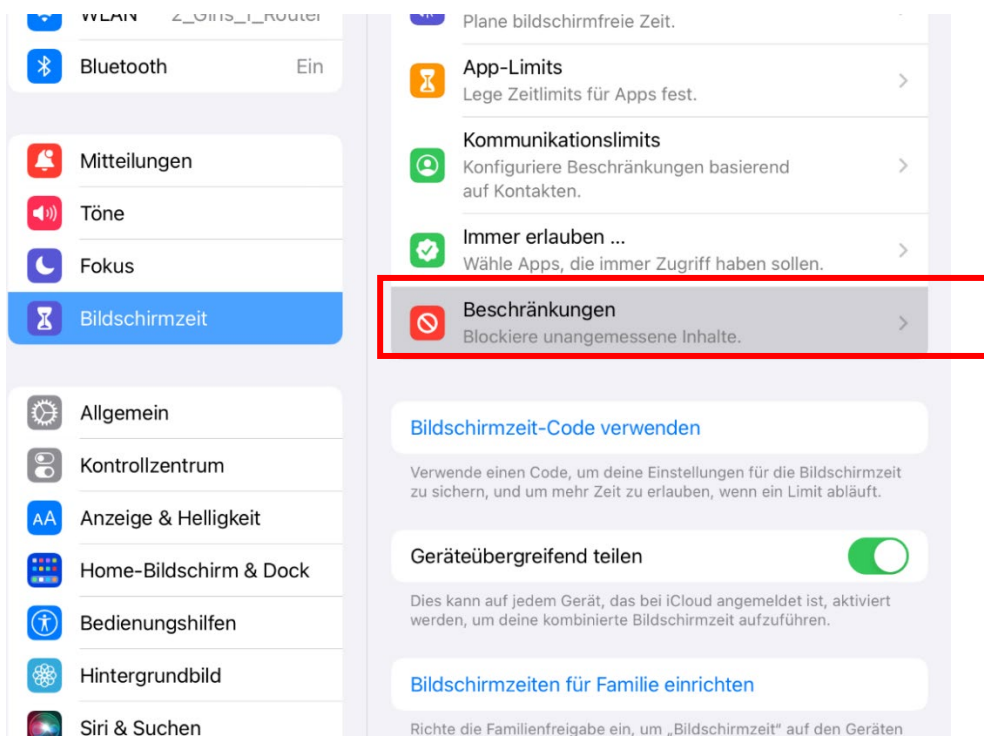 WLAN 2_Girls_1_Router
Bluetooth Ein
Mitteilungen
Töne
Fokus
Bildschirmzeit
Allgemein
Kontrollzentrum
AA Anzeige & Helligkeit
Home-Bildschirm & Dock
Bedienungshilfen
Hintergrundbild
Siri & Suchen
Plane bildschirmfreie Zeit.
App-Limits
Lege Zeitlimits für Apps fest.
Kommunikationslimits
Konfiguriere Beschränkungen basierend
auf Kontakten.
Immer erlauben ...
Wähle Apps, die immer Zugriff haben sollen.
Beschränkungen
Blockiere unangemessene Inhalte.
Bildschirmzeit-Code verwenden
Verwende einen Code, um deine Einstellungen für die Bildschirmzeit
zu sichern, und um mehr Zeit zu erlauben, wenn ein Limit abläuft.
Geräteübergreifend teilen
Dies kann auf jedem Gerät, das bei iCloud angemeldet ist, aktiviert
werden, um deine kombinierte Bildschirmzeit aufzuführen.
Bildschirmzeiten für Familie einrichten
Richte die Familienfreigabe ein, um „Bildschirmzeit" auf den Geräten